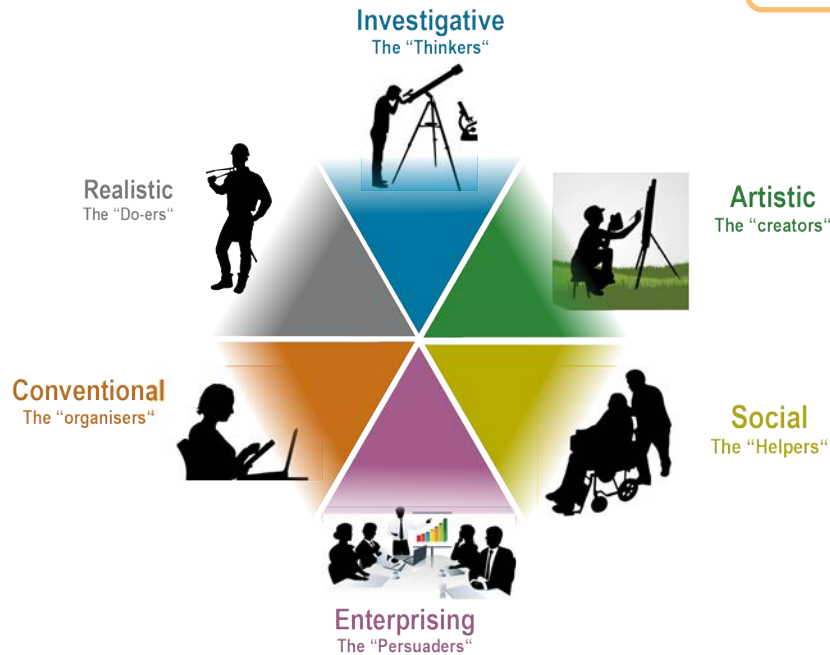 Investigative
The “Thinkers“
Realistic
The “Do-ers“
Artistic
The “creators“
Conventional
The “organisers“
Social
The “Helpers“
Enterprising
The “Persuaders“